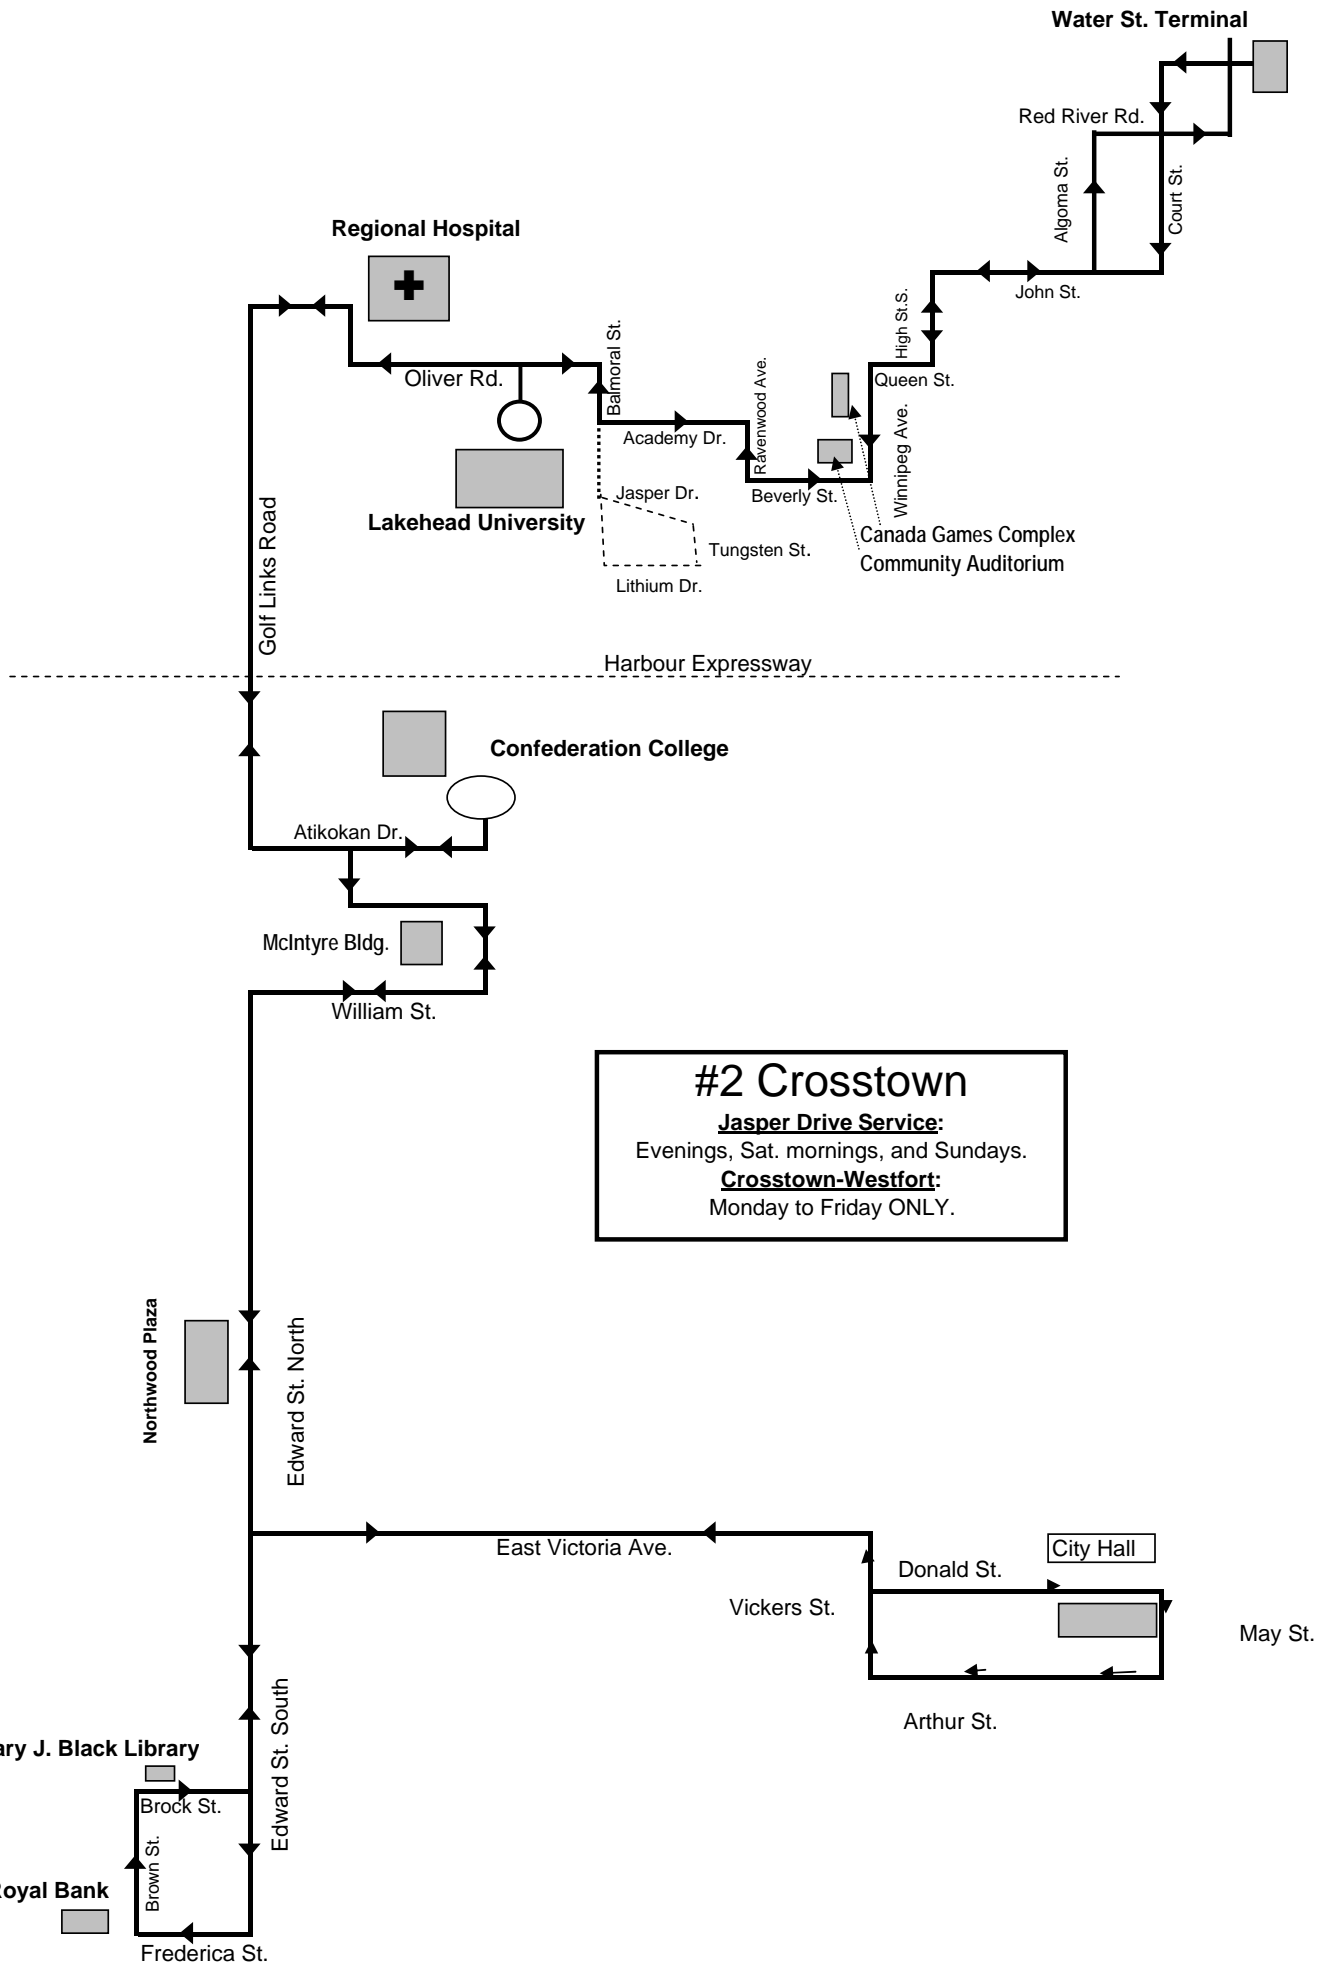 Water St. Terminal
Red River Rd.
Algoma St.
Court St.
Regional Hospital
John St.
High St.S.
Balmoral St.
Oliver Rd.
Queen St.
Ravenwood Ave.
Winnipeg Ave.
Academy Dr.
Jasper Dr.
Beverly St.
Lakehead University
Canada Games Complex
Tungsten St.
Community Auditorium
Lithium Dr.
Golf Links Road
Harbour Expressway
Confederation College
Atikokan Dr.
McIntyre Bldg.
William St.
#2 Crosstown
Jasper Drive Service:
Evenings, Sat. mornings, and Sundays.
Crosstown-Westfort:
Monday to Friday ONLY.
Northwood Plaza
Edward St. North
East Victoria Ave.
City Hall
Donald St.
Vickers St.
May St.
Arthur St.
Edward St. South
ary J. Black Library
Brock St.
Brown St.
Royal Bank
Frederica St.